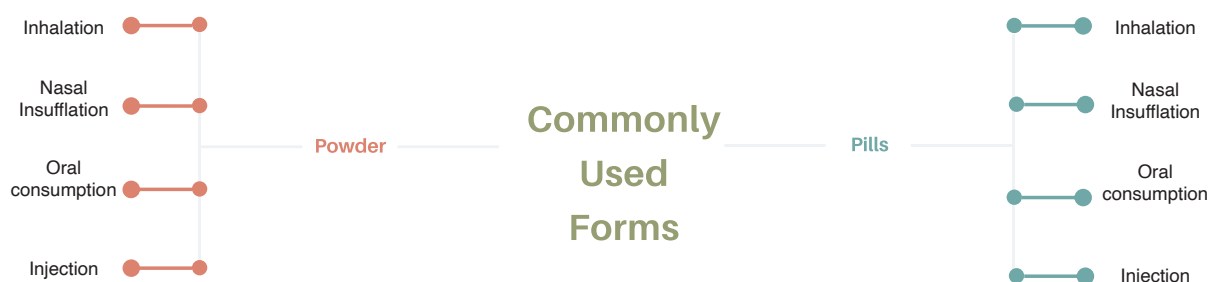 Inhalation
Nasal
Insufflation
Oral
consumption
Injection
Powder
Commonly
Used
Forms
Pills
Inhalation
Nasal
Insufflation
Oral
consumption
Injection